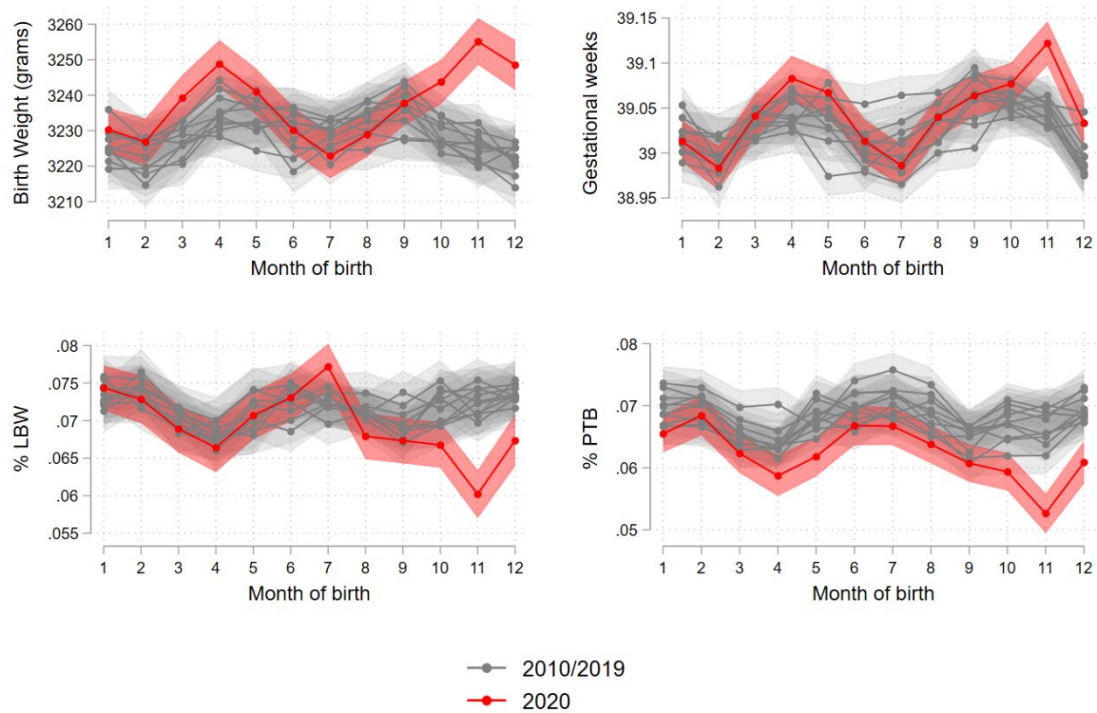 Birth Weight (grams)
3260
3250
3240
3230
3220
3210
1 2 3 4 5 6 7 8 9 10 11 12
Month of birth
Gestational weeks
39.15
39.1
39.05
39
38.95
1 2 3 4 5 6 7 8 9 10 11 12
Month of birth
% LBW
.08
.075
.07
.065
.06
.055
1 2 3 4 5 6 7 8 9 10 11 12
Month of birth
% PTB
.08
.07
.06
.05
1 2 3 4 5 6 7 8 9 10 11 12
Month of birth
2010/2019
2020